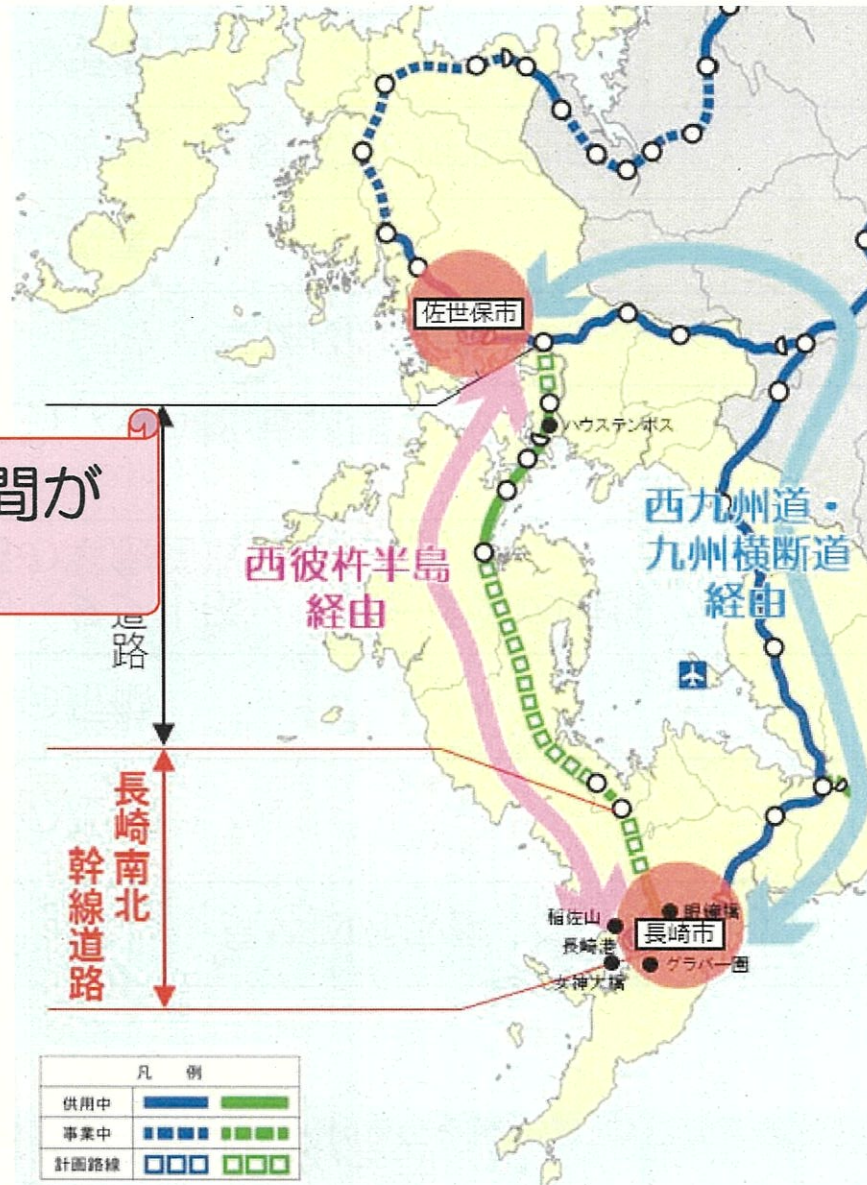 佐世保市
ハウステンボス
間が
西彼杵半島
経由
西九州道・
九州横断道
経由
道路
長崎南北
幹線道路
稲佐山
眼鏡橋
長崎市
長崎港
グラバー園
女神大橋
凡 例
供用中
事業中
計画路線